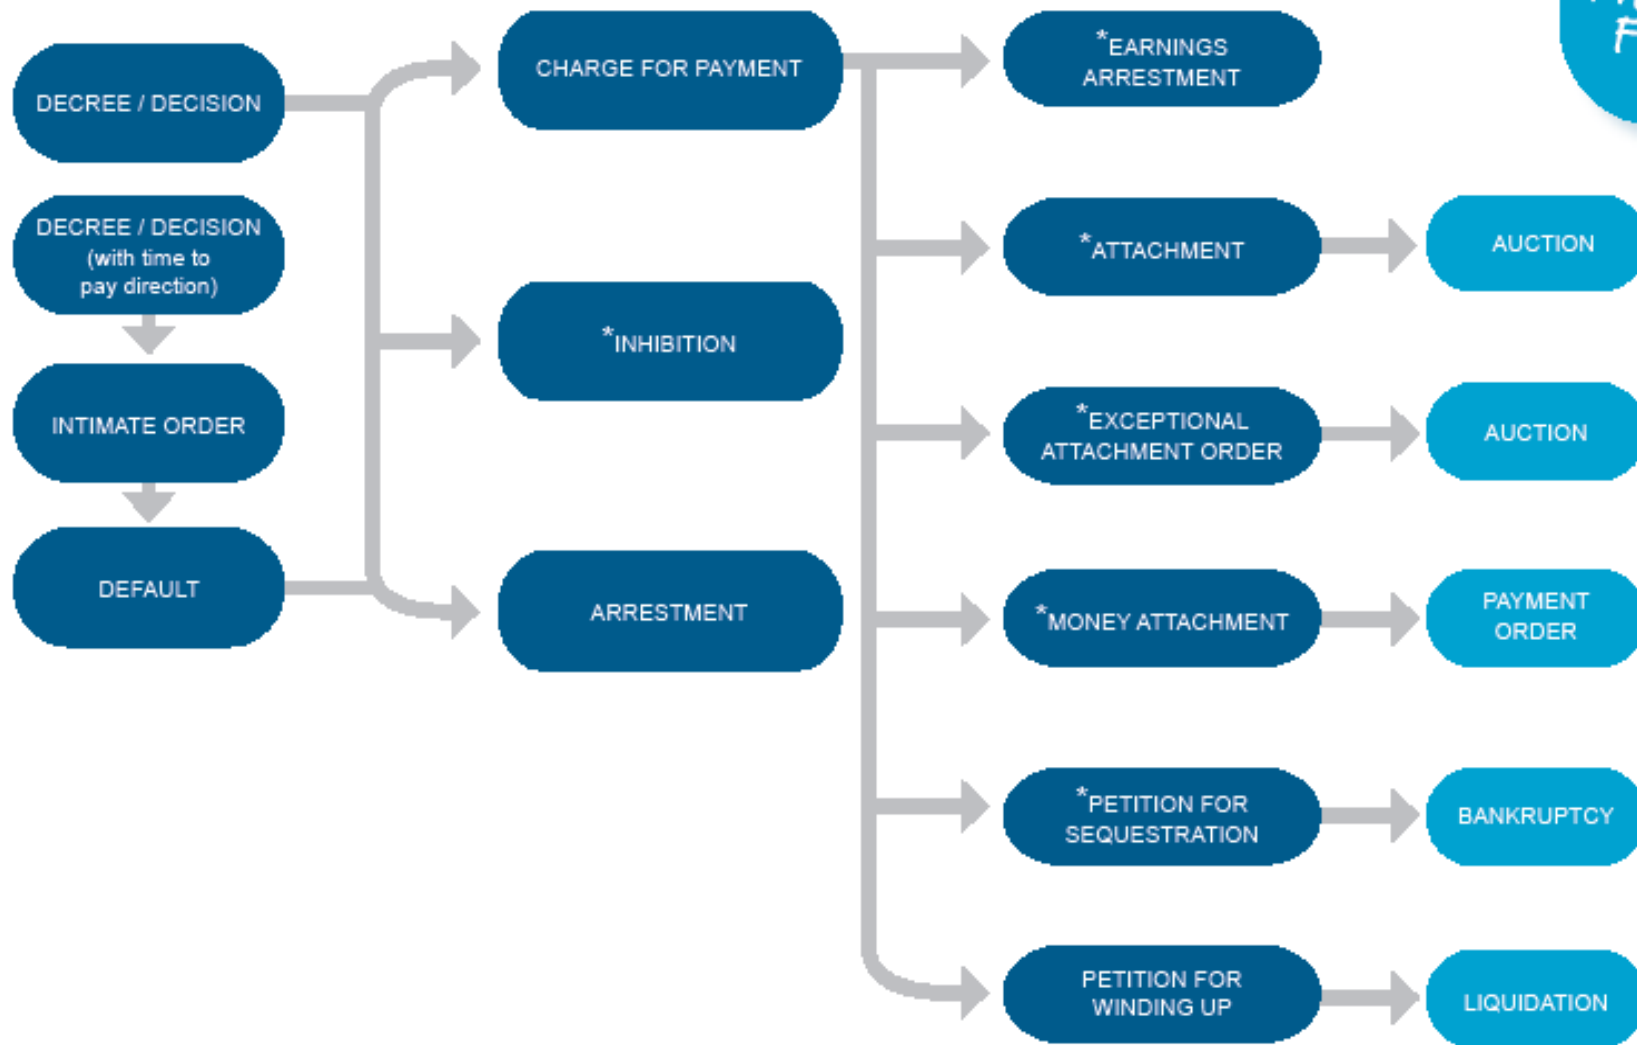 DECREE / DECISION
DECREE / DECISION
(with time to
pay direction)
INTIMATE ORDER
DEFAULT
CHARGE FOR PAYMENT
*INHIBITION
ARRESTMENT
*EARNINGS
ARRESTMENT
*ATTACHMENT
*EXCEPTIONAL
ATTACHMENT ORDER
*MONEY ATTACHMENT
*PETITION FOR
SEQUESTRATION
PETITION FOR
WINDING UP
AUCTION
AUCTION
PAYMENT
ORDER
BANKRUPTCY
LIQUIDATION